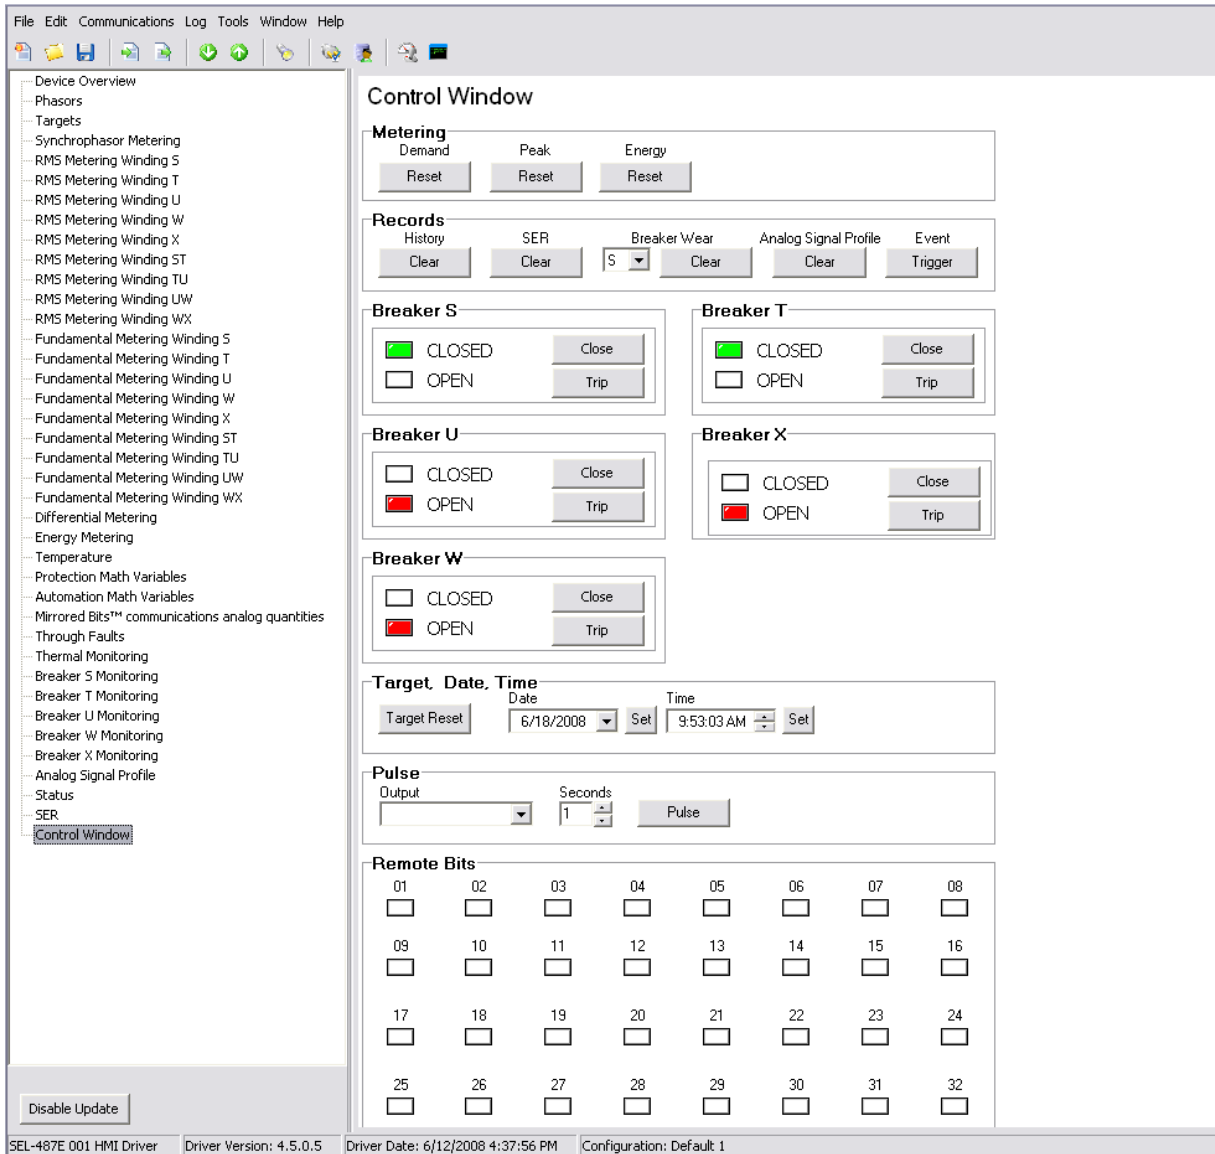 File Edit Communications Log Tools Window Help
Device Overview
Phasors
Targets
Synchrophasor Metering
RMS Metering Winding S
RMS Metering Winding T
RMS Metering Winding U
RMS Metering Winding W
RMS Metering Winding X
RMS Metering Winding ST
RMS Metering Winding TU
RMS Metering Winding UW
RMS Metering Winding WX
Fundamental Metering Winding S
Fundamental Metering Winding T
Fundamental Metering Winding U
Fundamental Metering Winding W
Fundamental Metering Winding X
Fundamental Metering Winding ST
Fundamental Metering Winding TU
Fundamental Metering Winding UW
Fundamental Metering Winding WX
Differential Metering
Energy Metering
Temperature
Protection Math Variables
Automation Math Variables
Mirrored Bits™ communications analog quantities
Through Faults
Thermal Monitoring
Breaker S Monitoring
Breaker T Monitoring
Breaker U Monitoring
Breaker W Monitoring
Breaker X Monitoring
Analog Signal Profile
Status
SER
Control Window
Disable Update
Control Window
Metering
Demand Peak Energy
Reset Reset Reset
Records
History SER Breaker Wear Analog Signal Profile Event
Clear Clear S Clear Clear Trigger
Breaker S
CLOSED Close
OPEN Trip
Breaker T
CLOSED Close
OPEN Trip
Breaker U
CLOSED Close
OPEN Trip
Breaker X
CLOSED Close
OPEN Trip
Breaker W
CLOSED Close
OPEN Trip
Target, Date, Time
Date Time
Target Reset 6/18/2008 Set 9:53:03 AM Set
Pulse
Output Seconds
1 Pulse
Remote Bits
01 02 03 04 05 06 07 08
09 10 11 12 13 14 15 16
17 18 19 20 21 22 23 24
25 26 27 28 29 30 31 32
SEL-487E 001 HMI Driver Driver Version: 4.5.0.5 Driver Date: 6/12/2008 4:37:56 PM Configuration: Default 1